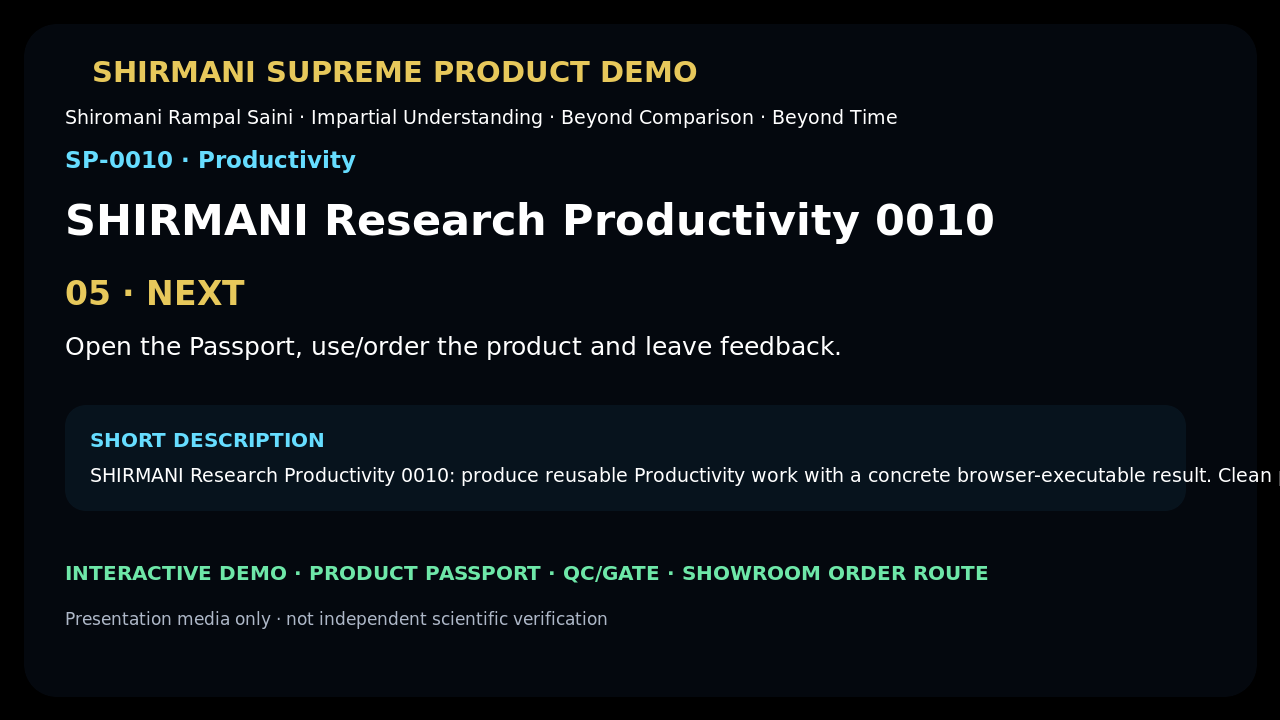 SHIRMANI SUPREME PRODUCT DEMO
Shiromani Rampal Saini · Impartial Understanding · Beyond Comparison · Beyond Time
SP-0010 · Productivity
SHIRMANI Research Productivity 0010
05 · NEXT
Open the Passport, use/order the product and leave feedback.
SHORT DESCRIPTION
SHIRMANI Research Productivity 0010: produce reusable Productivity work with a concrete browser-executable result. Clean
INTERACTIVE DEMO · PRODUCT PASSPORT · QC/GATE · SHOWROOM ORDER ROUTE
Presentation media only · not independent scientific verification